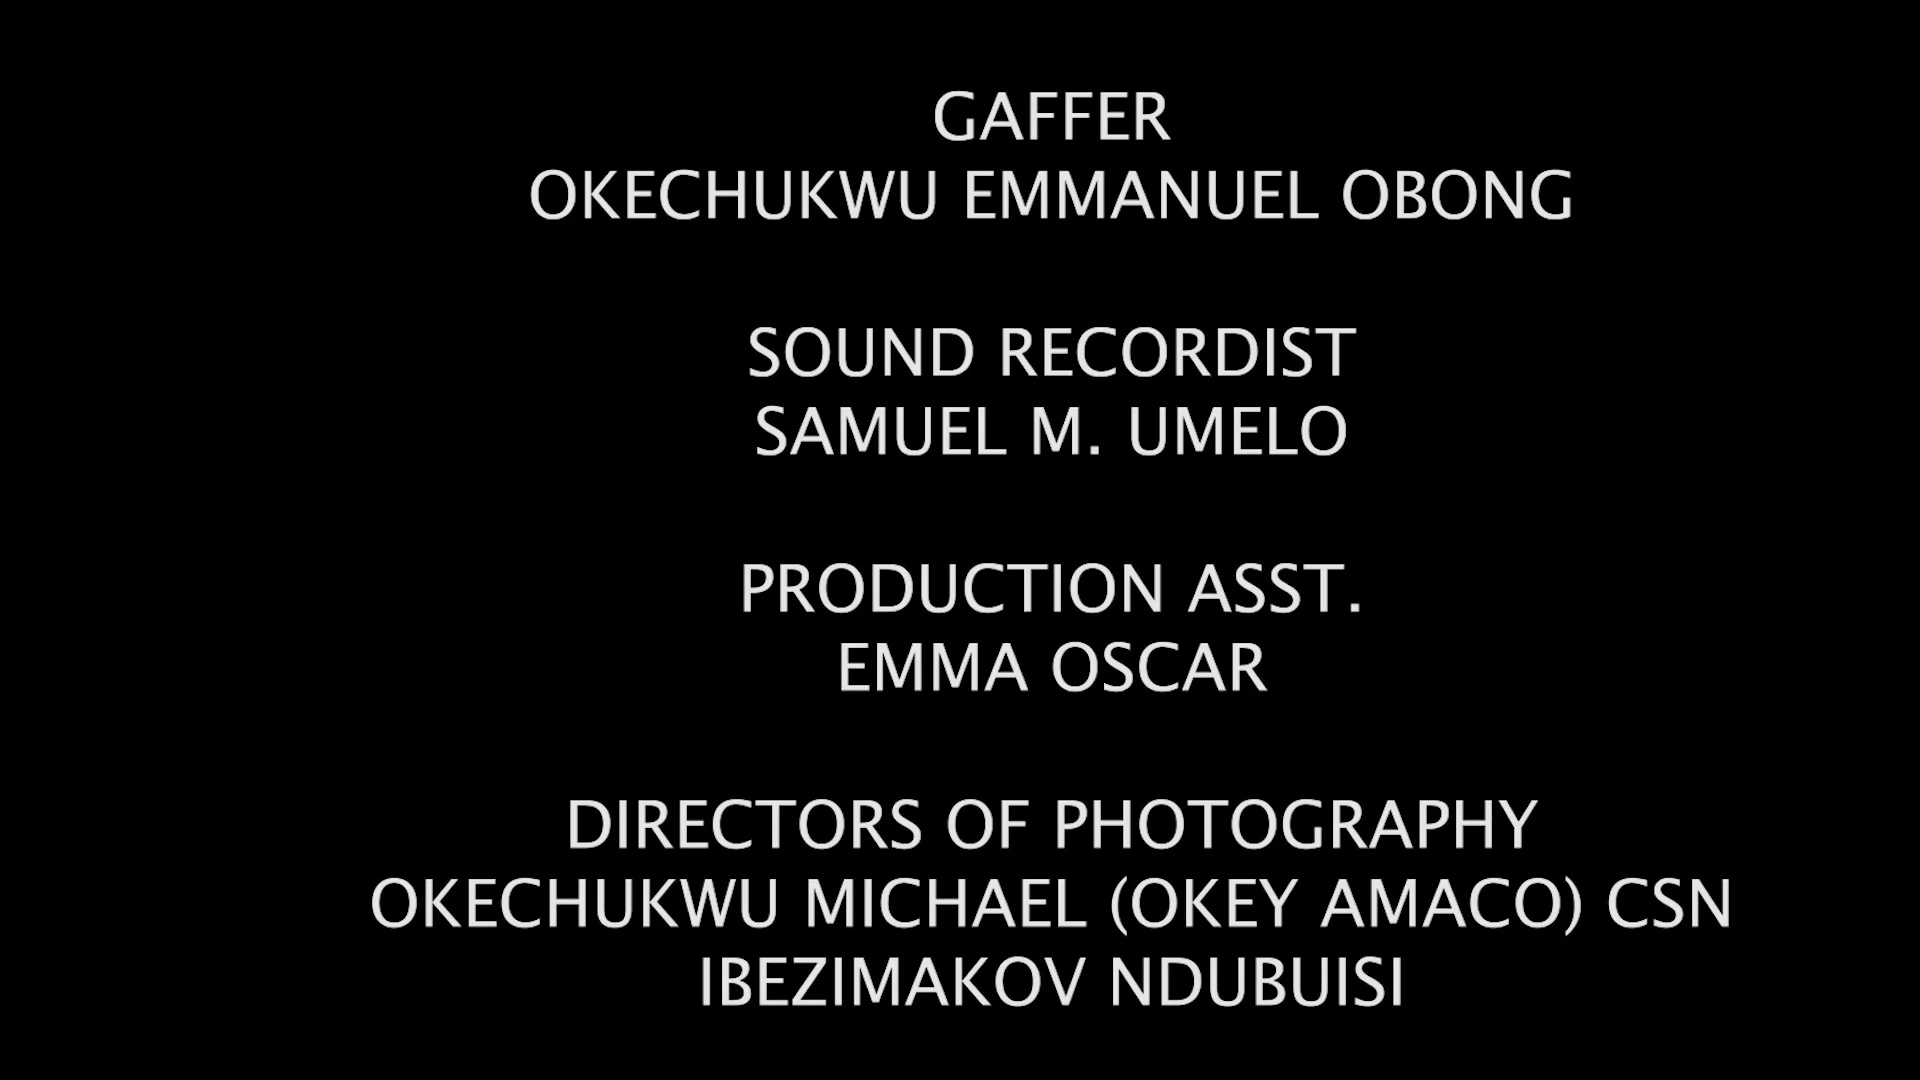 GAFFER
OKECHUKWU EMMANUEL OBONG
SOUND RECORDIST
SAMUEL M. UMELO
PRODUCTION ASST.
EMMA OSCAR
DIRECTORS OF PHOTOGRAPHY
OKECHUKWU MICHAEL (OKEY AMACO) CSN
IBEZIMAKOV NDUBUISI